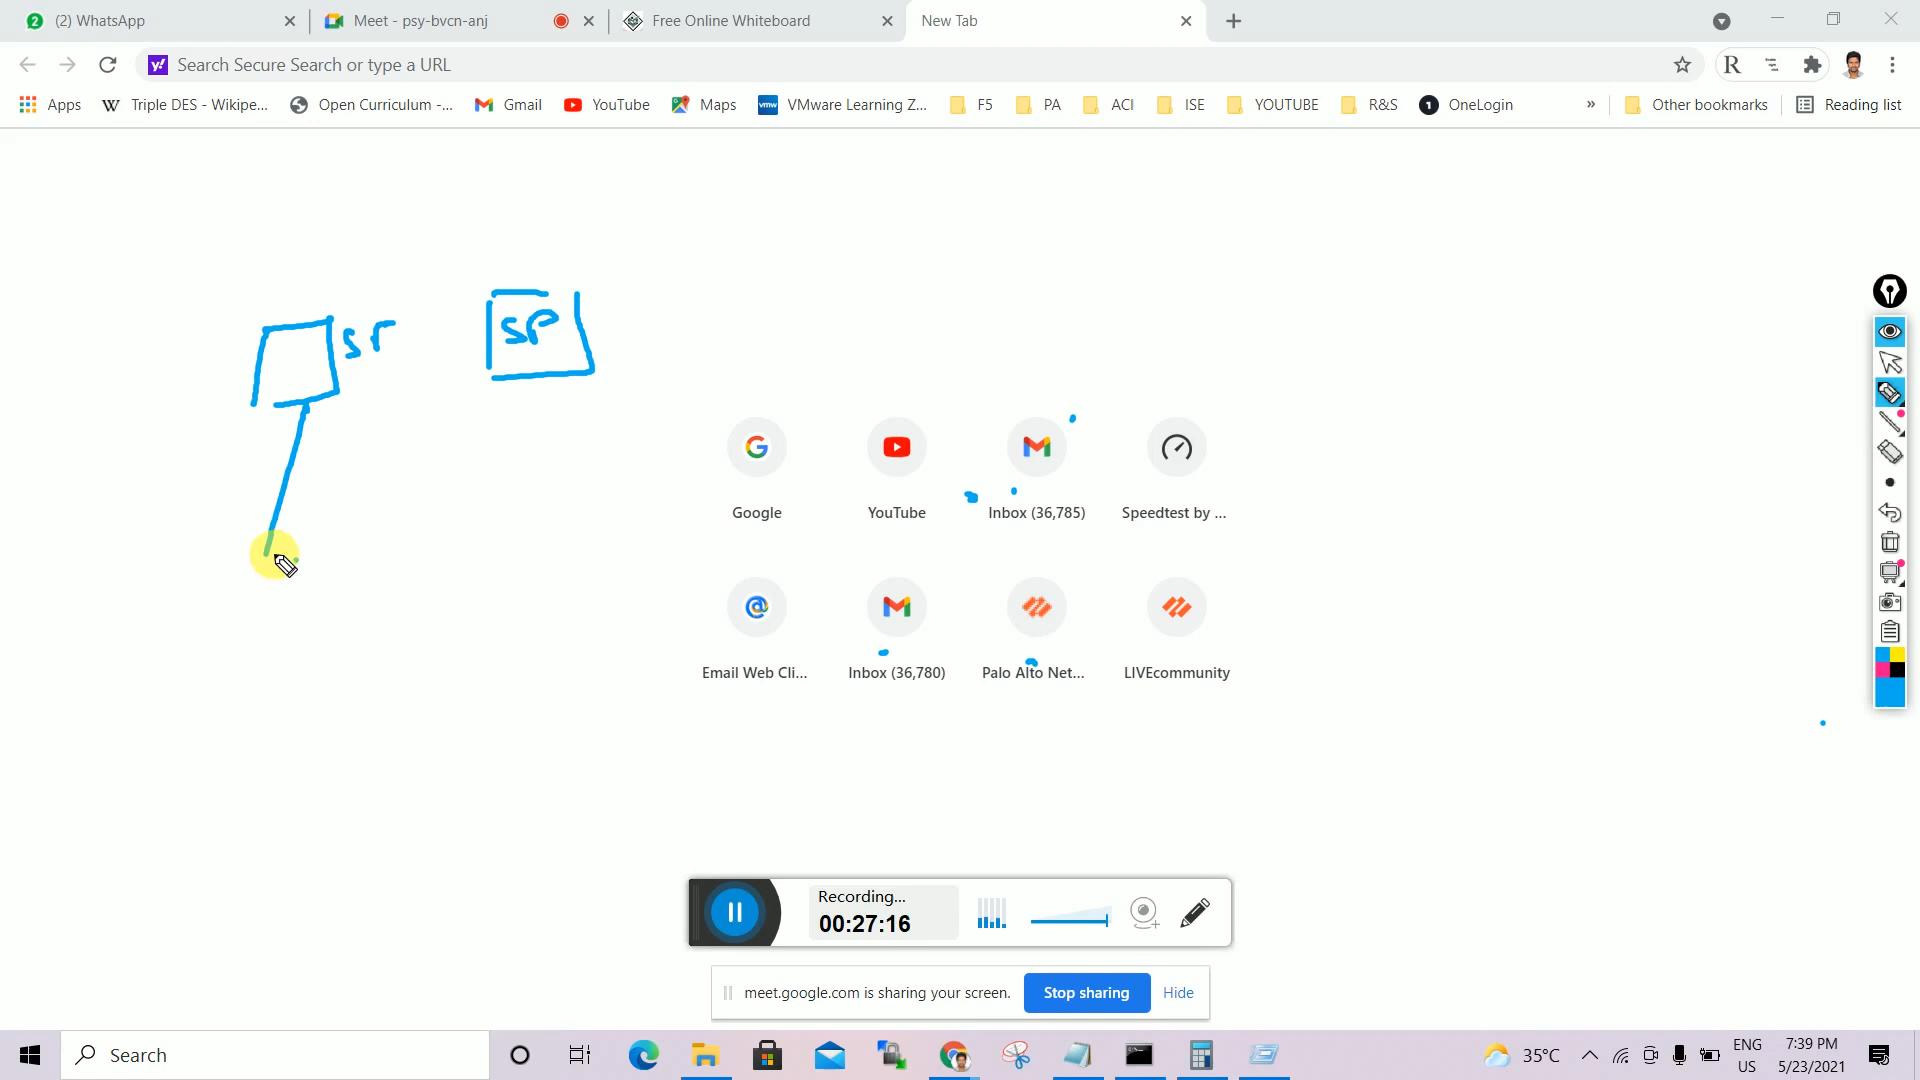 (2) WhatsApp
Meet - psy-bvcn-anj
Free Online Whiteboard
New Tab
Search Secure Search or type a URL
R
Apps
W Triple DES - Wikipe...
Open Curriculum -...
Gmail
YouTube
Maps
vmw VMware Learning Z...
F5
PA
ACI
ISE
YOUTUBE
R&S
1 OneLogin
»
Other bookmarks
Reading list
SP
Google
YouTube
Inbox (36,785)
Speedtest by ...
Email Web Cli...
Inbox (36,780)
Palo Alto Net...
LIVEcommunity
Recording...
00:27:16
meet.google.com is sharing your screen.
Stop sharing
Hide
Search
35°C
ENG
US
7:39 PM
5/23/2021